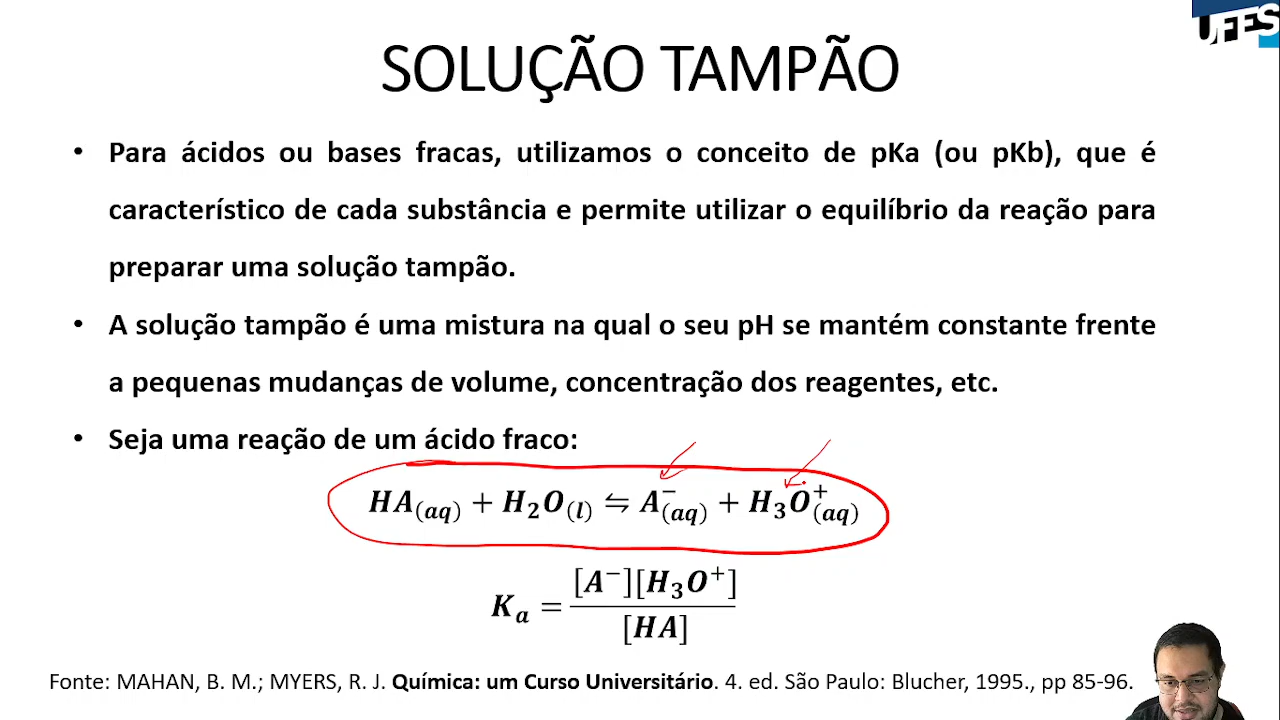 UFES
SOLUÇÃO TAMPÃO
• Para ácidos ou bases fracas, utilizamos o conceito de pKa (ou pKb), que é
característico de cada substância e permite utilizar o equilíbrio da reação para
preparar uma solução tampão.
• A solução tampão é uma mistura na qual o seu pH se mantém constante frente
a pequenas mudanças de volume, concentração dos reagentes, etc.
• Seja uma reação de um ácido fraco:
HA(aq) + H₂O(l) ⇋ A⁻(aq) + H₃O⁺(aq)
Kₐ = [A⁻][H₃O⁺] / [HA]
Fonte: MAHAN, B. M.; MYERS, R. J. Química: um Curso Universitário. 4. ed. São Paulo: Blucher, 1995., pp 85-96.